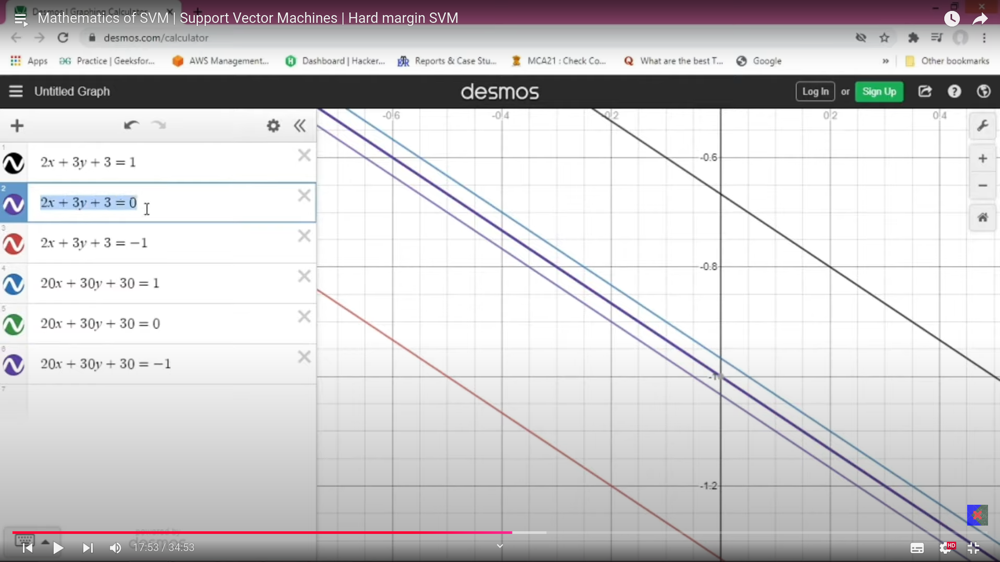 Desmos | Graphing Calculator
Mathematics of SVM | Support Vector Machines | Hard margin SVM
desmos.com/calculator
Apps
Practice | Geeksfor...
AWS Management...
Dashboard | Hacker...
Reports & Case Stu...
MCA21 : Check Co...
What are the best T...
Google
»
Other bookmarks
Untitled Graph
desmos
Log In or Sign Up
-0.6 -0.4 0.2 0.2 0.4
1
2x + 3y + 3 = 1
2
2x + 3y + 3 = 0
3
2x + 3y + 3 = −1
4
20x + 30y + 30 = 1
5
20x + 30y + 30 = 0
6
20x + 30y + 30 = −1
7
-0.6
-0.8
-1
-1.2
powered by
desmos
17:53 / 34:53
HD